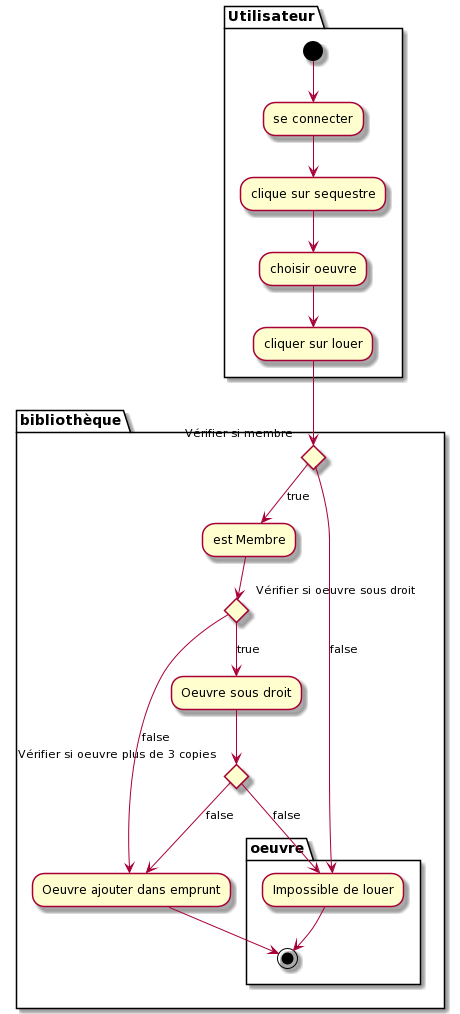 Utilisateur
se connecter
clique sur sequestre
choisir oeuvre
cliquer sur louer
bibliothèque
Vérifier si membre
true
est Membre
Vérifier si oeuvre sous droit
true
false
Oeuvre sous droit
false
Vérifier si oeuvre plus de 3 copies
false
false
oeuvre
Oeuvre ajouter dans emprunt
Impossible de louer